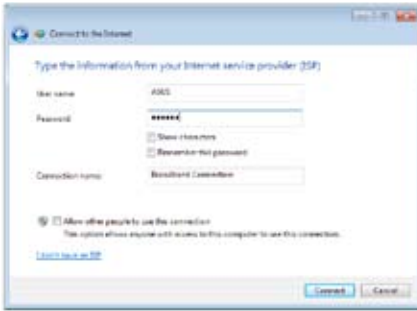 Connect to the Internet
Type the information from your Internet service provider (ISP)
User name
ASUS
Password
••••••
Show characters
Remember this password
Connection name:
Broadband Connection
Allow other people to use this connection
This option allows anyone with access to this computer to use this connection.
I don't have an ISP
Connect
Cancel